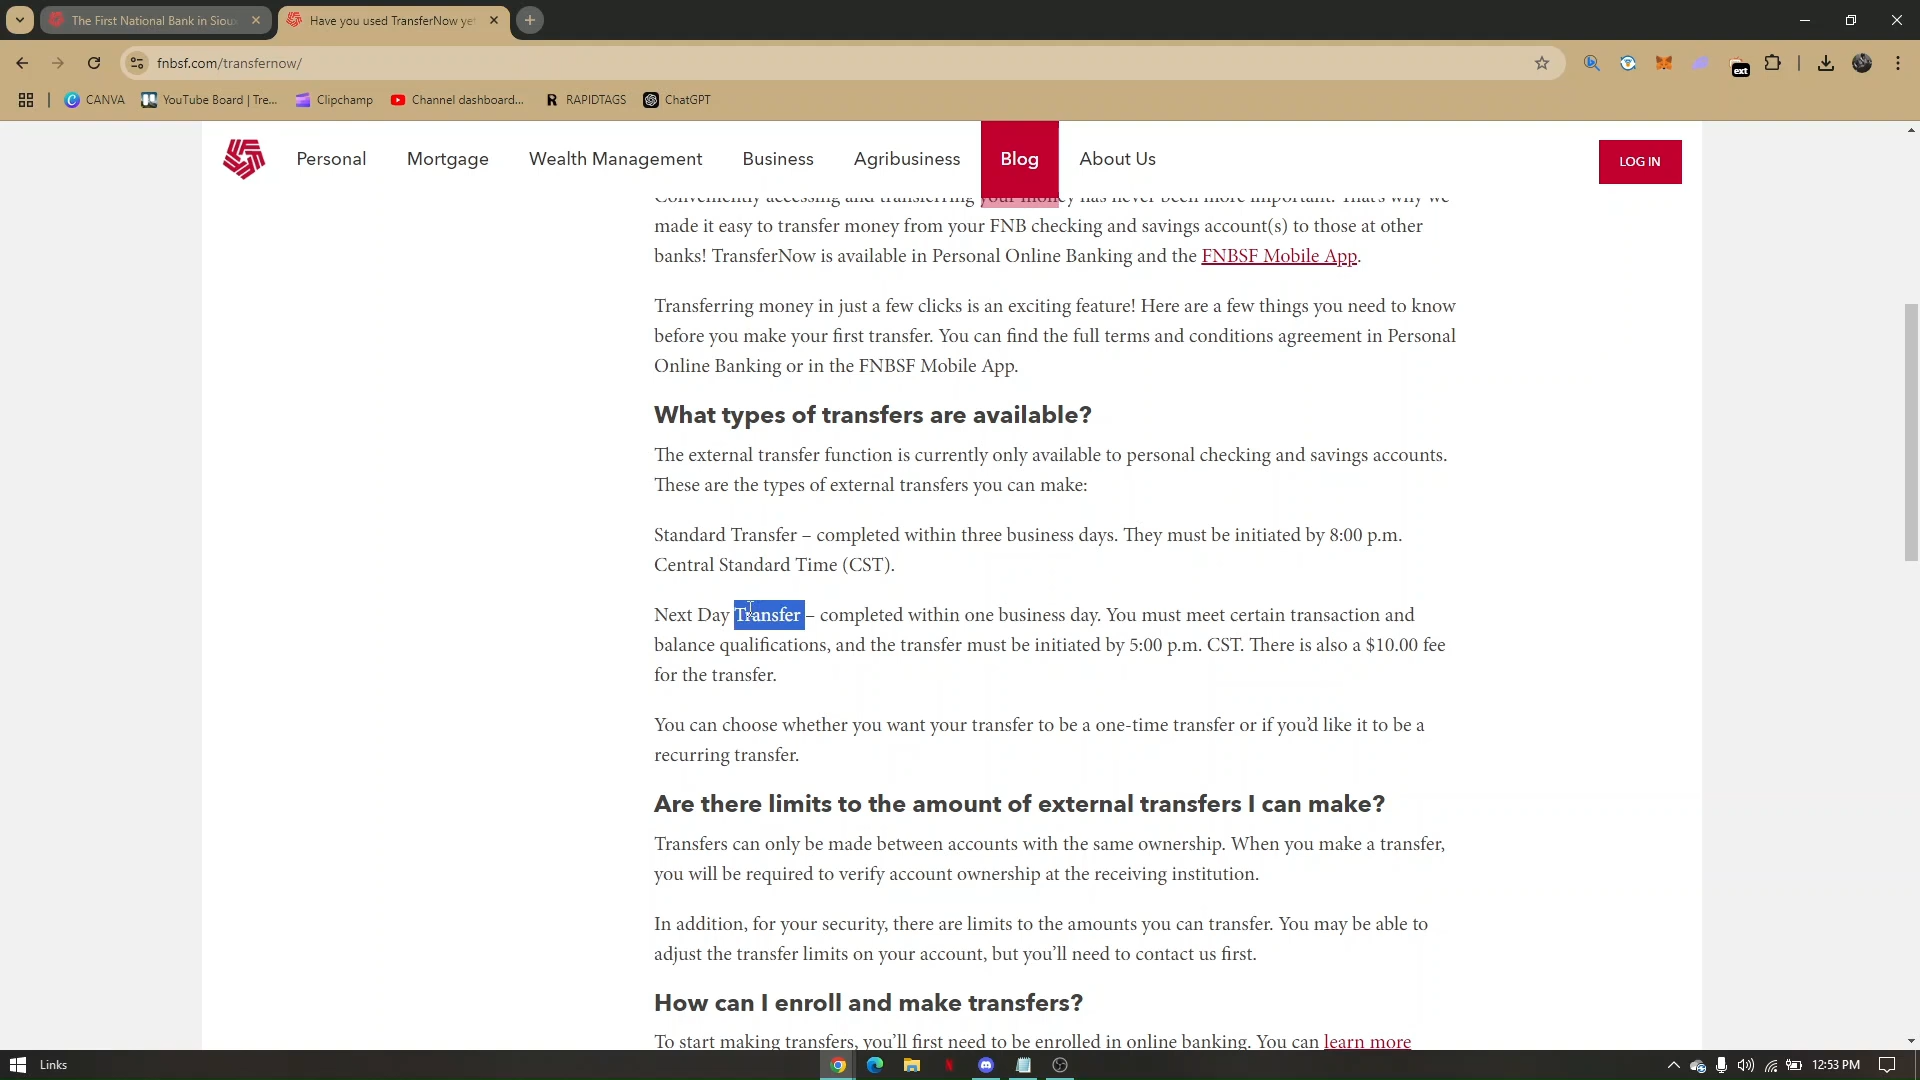 The First National Bank in Sioux
Have you used TransferNow yet
fnbsf.com/transfernow/
ext
CANVA
YouTube Board | Tre...
Clipchamp
Channel dashboard...
RAPIDTAGS
ChatGPT
Personal
Mortgage
Wealth Management
Business
Agribusiness
Blog
About Us
LOG IN
Conveniently accessing and transferring your money has never been more important. That's why we
made it easy to transfer money from your FNB checking and savings account(s) to those at other
banks! TransferNow is available in Personal Online Banking and the FNBSF Mobile App.
Transferring money in just a few clicks is an exciting feature! Here are a few things you need to know
before you make your first transfer. You can find the full terms and conditions agreement in Personal
Online Banking or in the FNBSF Mobile App.
What types of transfers are available?
The external transfer function is currently only available to personal checking and savings accounts.
These are the types of external transfers you can make:
Standard Transfer – completed within three business days. They must be initiated by 8:00 p.m.
Central Standard Time (CST).
Next Day Transfer – completed within one business day. You must meet certain transaction and
balance qualifications, and the transfer must be initiated by 5:00 p.m. CST. There is also a $10.00 fee
for the transfer.
You can choose whether you want your transfer to be a one-time transfer or if you’d like it to be a
recurring transfer.
Are there limits to the amount of external transfers I can make?
Transfers can only be made between accounts with the same ownership. When you make a transfer,
you will be required to verify account ownership at the receiving institution.
In addition, for your security, there are limits to the amounts you can transfer. You may be able to
adjust the transfer limits on your account, but you’ll need to contact us first.
How can I enroll and make transfers?
To start making transfers, you’ll first need to be enrolled in online banking. You can learn more
Links
12:53 PM